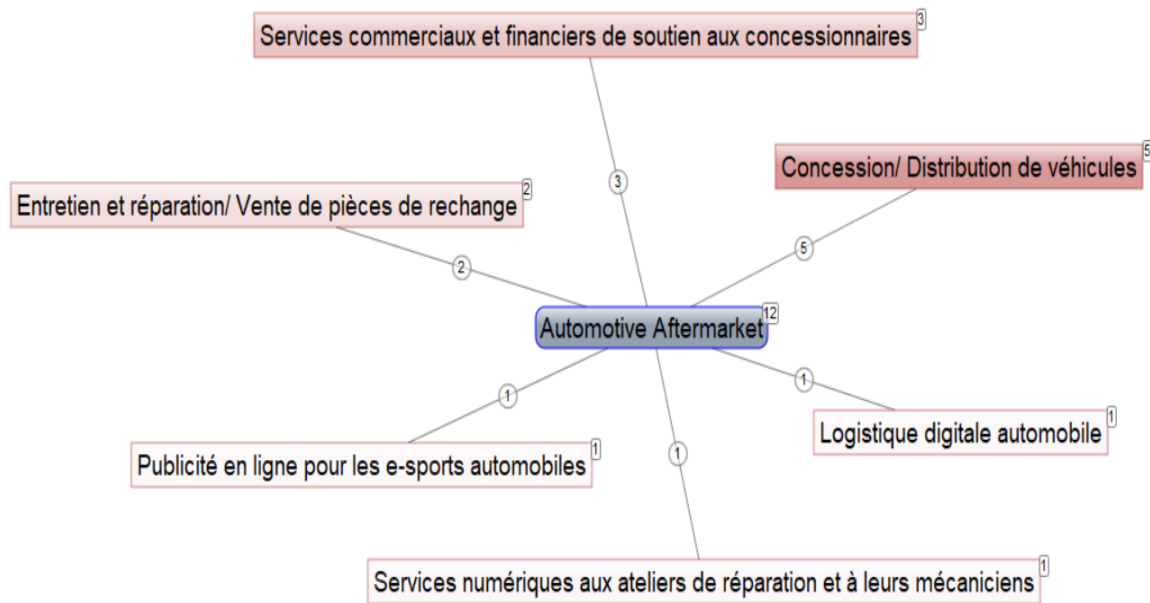 Services commerciaux et financiers de soutien aux concessionnaires 3
Concession/ Distribution de véhicules 5
3
Entretien et réparation/ Vente de pièces de rechange 2
5
2
Automotive Aftermarket 12
1
1
Logistique digitale automobile 1
Publicité en ligne pour les e-sports automobiles 1
1
Services numériques aux ateliers de réparation et à leurs mécaniciens 1